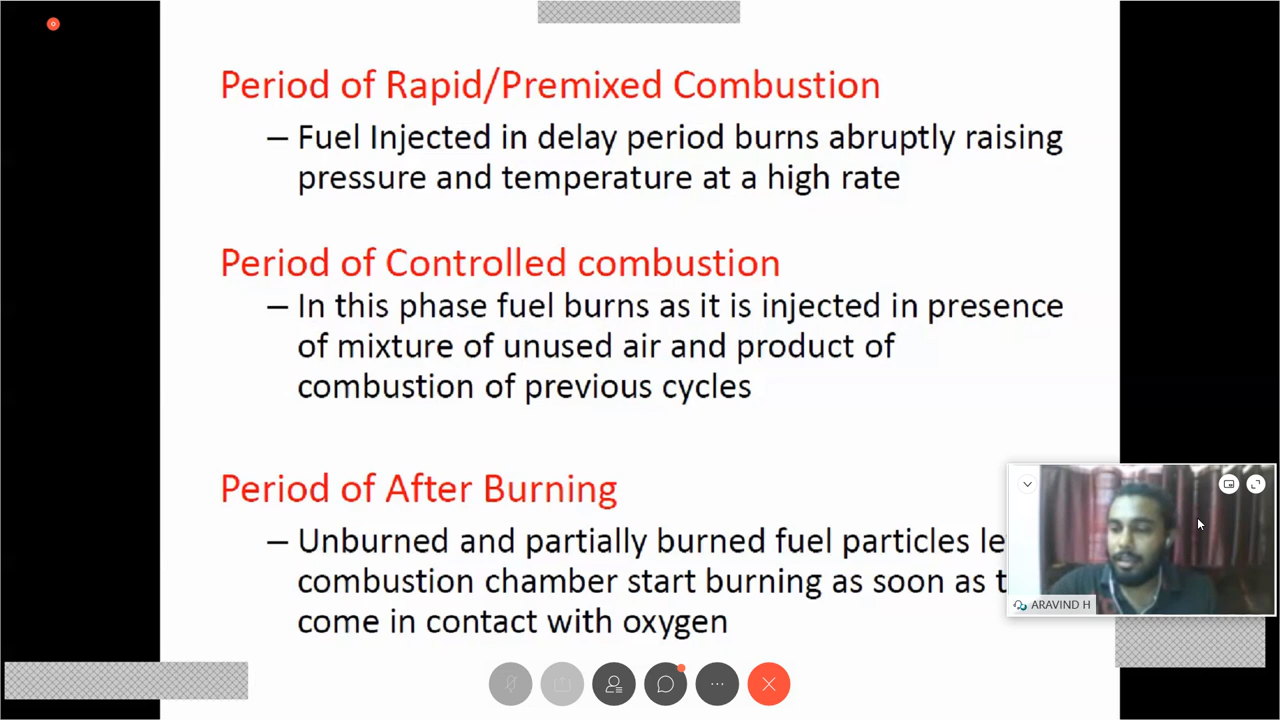 Period of Rapid/Premixed Combustion
– Fuel Injected in delay period burns abruptly raising
pressure and temperature at a high rate
Period of Controlled combustion
– In this phase fuel burns as it is injected in presence
of mixture of unused air and product of
combustion of previous cycles
Period of After Burning
– Unburned and partially burned fuel particles
combustion chamber start burning as soon as
come in contact with oxygen
ARAVIND H